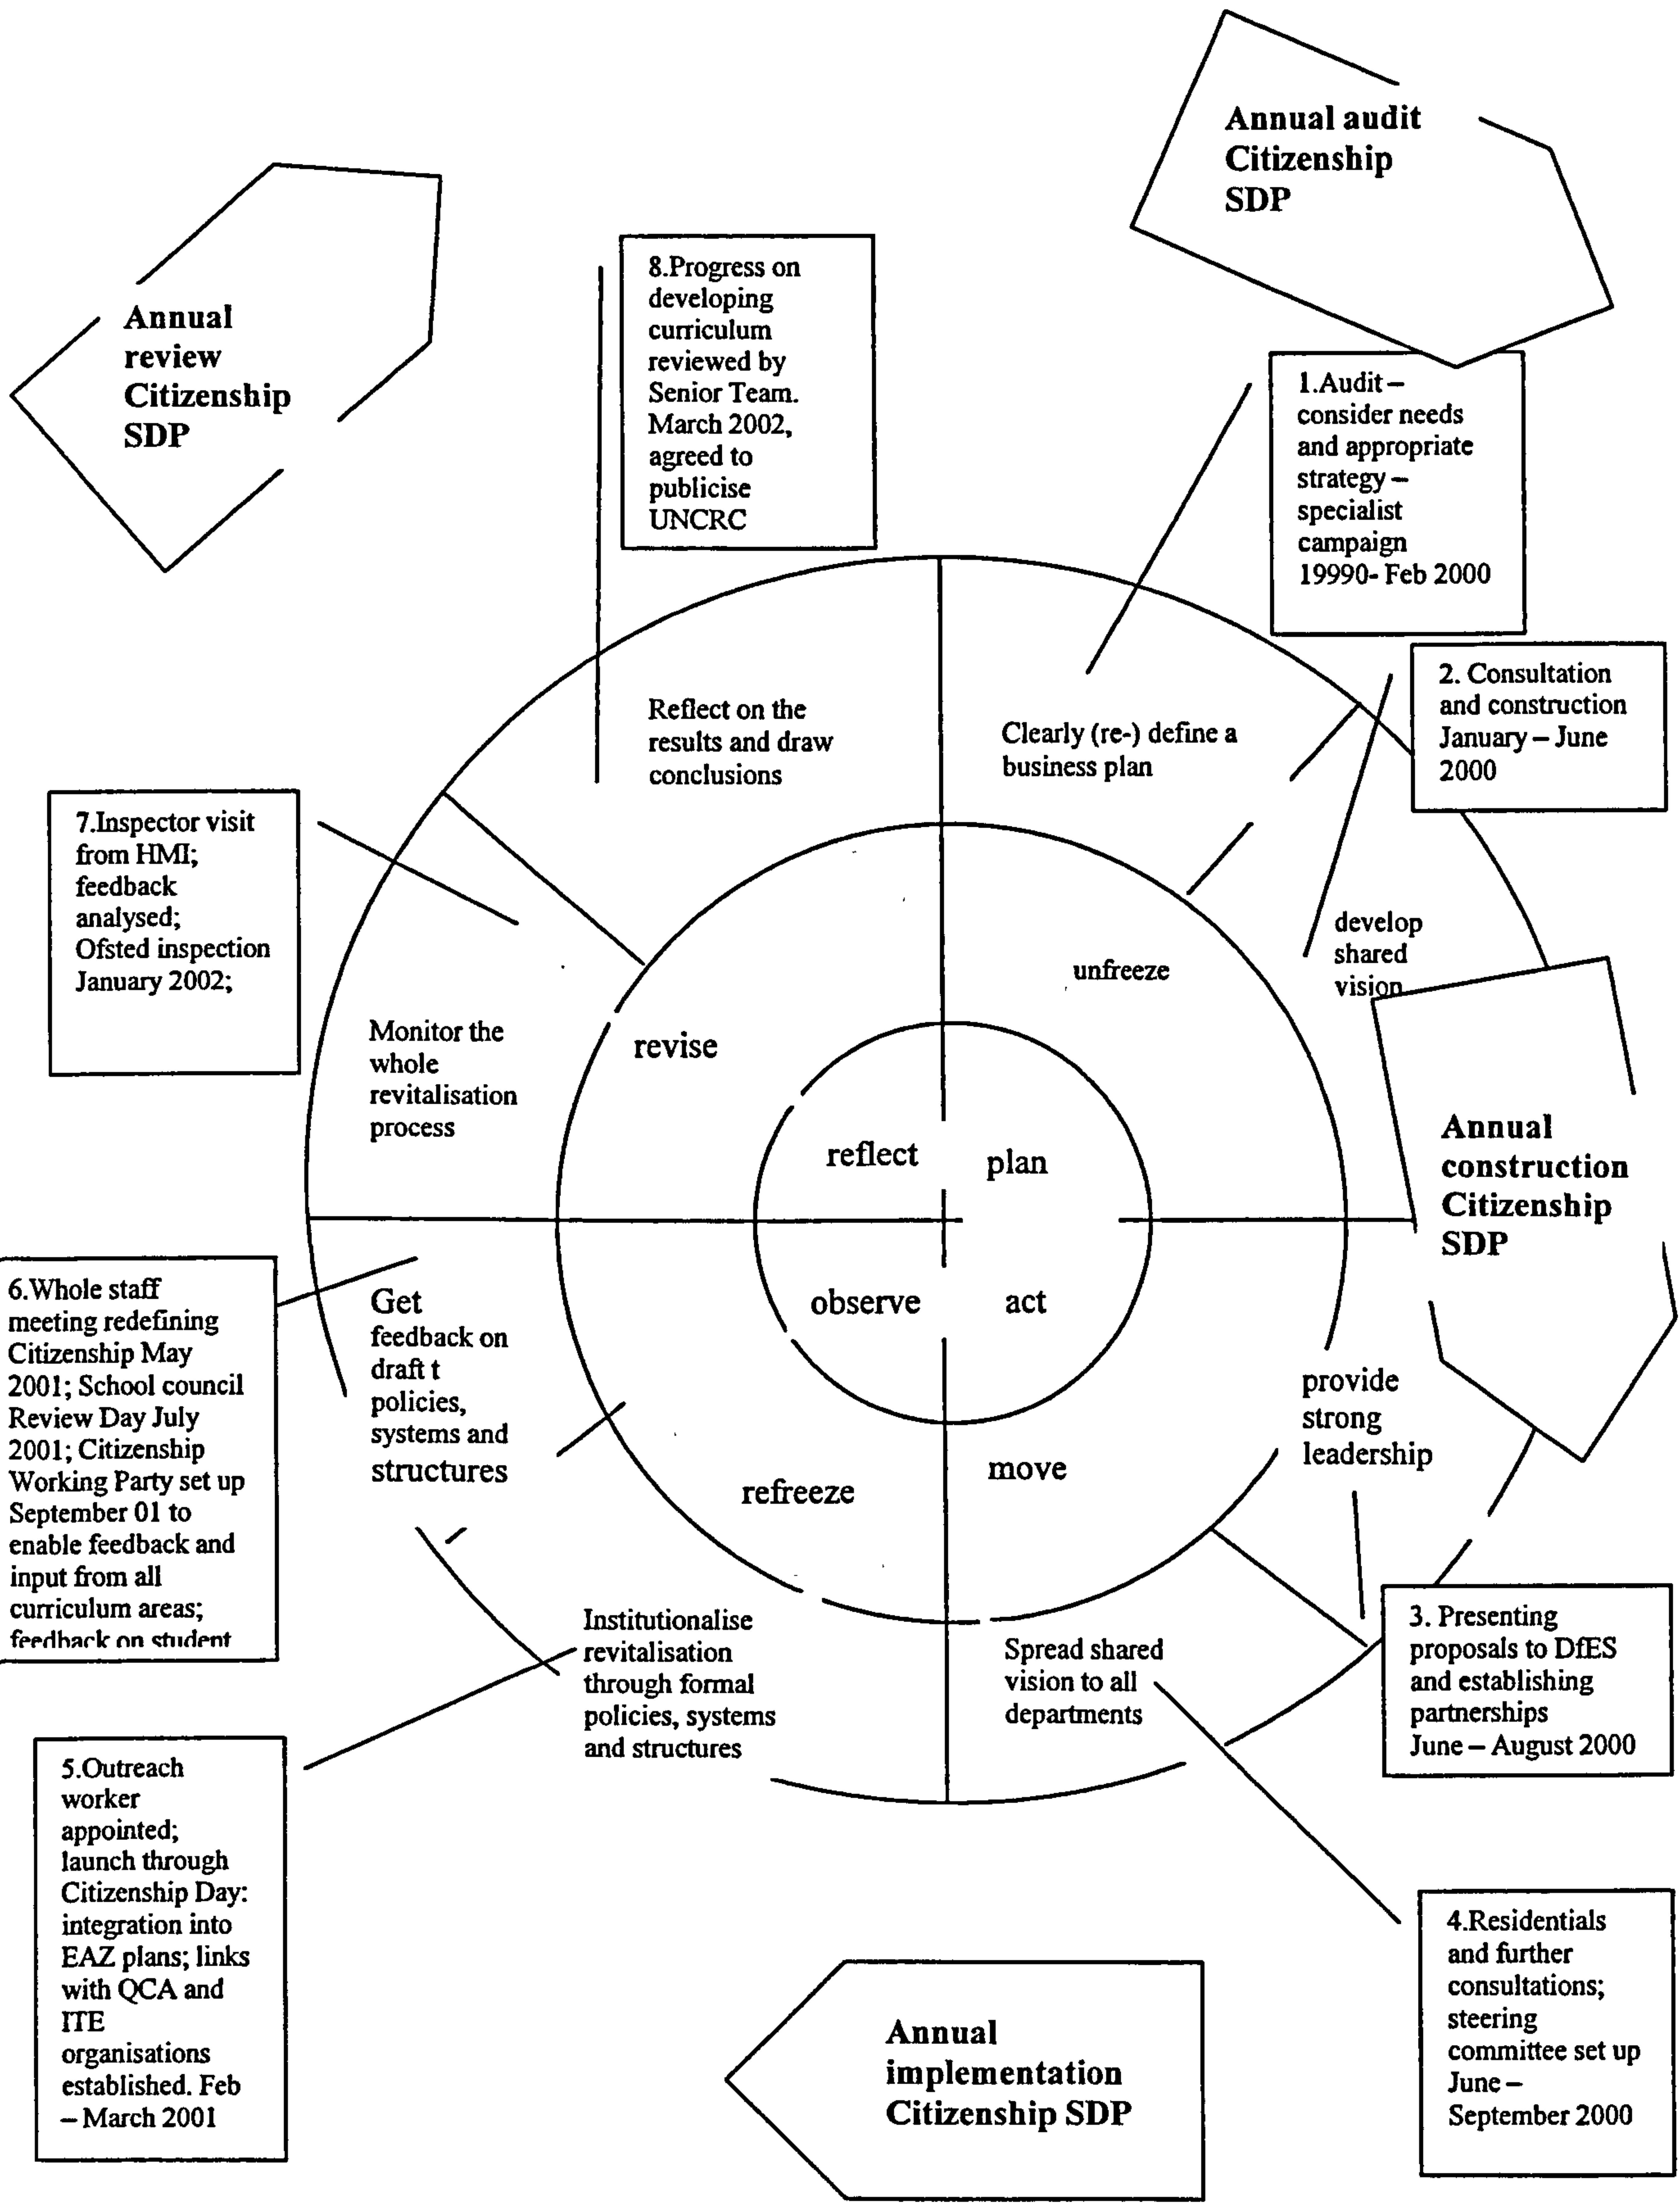 Annual audit
Citizenship
SDP
Annual
review
Citizenship
SDP
8.Progress on
developing
curriculum
reviewed by
Senior Team.
March 2002,
agreed to
publicise
UNCRC
1.Audit –
consider needs
and appropriate
strategy –
specialist
campaign
19990- Feb 2000
2. Consultation
and construction
January – June
2000
Reflect on the
results and draw
conclusions
Clearly (re-) define a
business plan
7.Inspector visit
from HMI;
feedback
analysed;
Ofsted inspection
January 2002;
develop
shared
vision
unfreeze
Monitor the
whole
revitalisation
process
revise
reflect
plan
Annual
construction
Citizenship
SDP
6.Whole staff
meeting redefining
Citizenship May
2001; School council
Review Day July
2001; Citizenship
Working Party set up
September 01 to
enable feedback and
input from all
curriculum areas;
feedback on student
Get
feedback on
draft t
policies,
systems and
structures
observe
act
provide
strong
leadership
refreeze
move
Institutionalise
revitalisation
through formal
policies, systems
and structures
Spread shared
vision to all
departments
3. Presenting
proposals to DfES
and establishing
partnerships
June – August 2000
5.Outreach
worker
appointed;
launch through
Citizenship Day:
integration into
EAZ plans; links
with QCA and
ITE
organisations
established. Feb
– March 2001
4.Residentials
and further
consultations;
steering
committee set up
June –
September 2000
Annual
implementation
Citizenship SDP